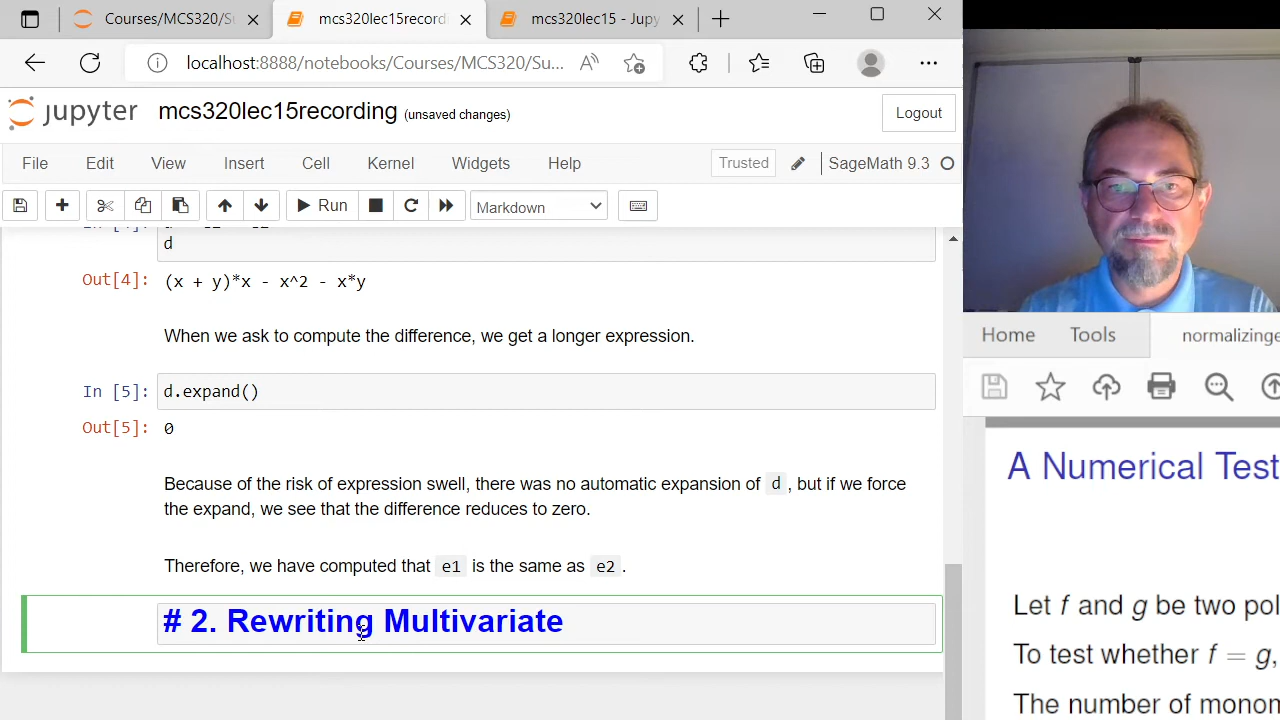 Courses/MCS320/Su
mcs320lec15recordi
mcs320lec15 - Jupy
localhost:8888/notebooks/Courses/MCS320/Su...
jupyter mcs320lec15recording (unsaved changes)
Logout
File Edit View Insert Cell Kernel Widgets Help
Trusted
SageMath 9.3
Run
Markdown
d
Out[4]: (x + y)*x - x^2 - x*y
When we ask to compute the difference, we get a longer expression.
In [5]: d.expand()
Out[5]: 0
Because of the risk of expression swell, there was no automatic expansion of d , but if we force
the expand, we see that the difference reduces to zero.
Therefore, we have computed that e1 is the same as e2 .
# 2. Rewriting Multivariate
Home Tools normalizinge
A Numerical Test
Let f and g be two pol
To test whether f = g,
The number of monom